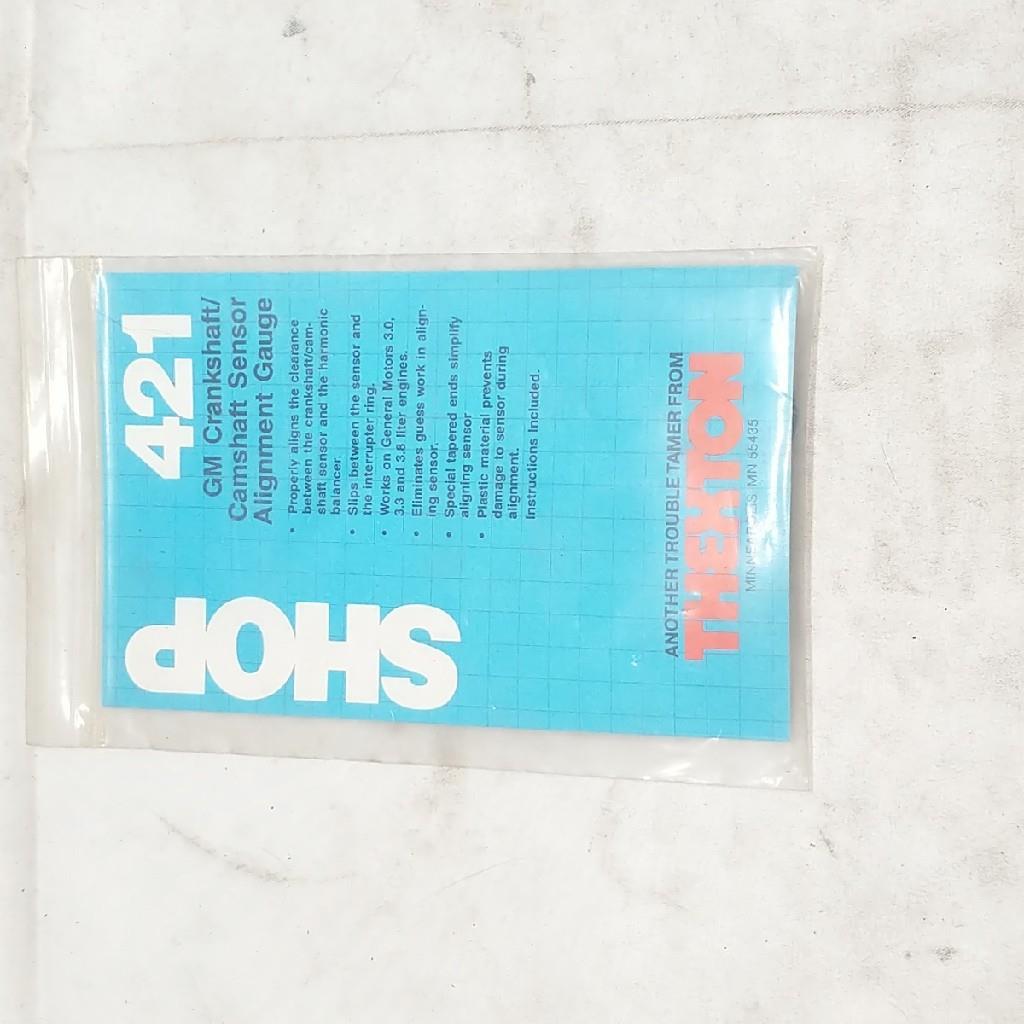 421
GM Crankshaft/
Camshaft Sensor
Alignment Gauge
• Properly aligns the clearance
between the crankshaft/cam-
shaft sensor and the harmonic
balancer.
• Slips between the sensor and
the interrupter ring.
• Works on General Motors 3.0,
3.3 and 3.8 liter engines.
• Eliminates guess work in align-
ing sensor.
• Special tapered ends simplify
aligning sensor
• Plastic material prevents
damage to sensor during
alignment.
Instructions Included.
SHOP
ANOTHER TROUBLE TAMER FROM
THEXTON
MINNEAPOLIS, MN 55435